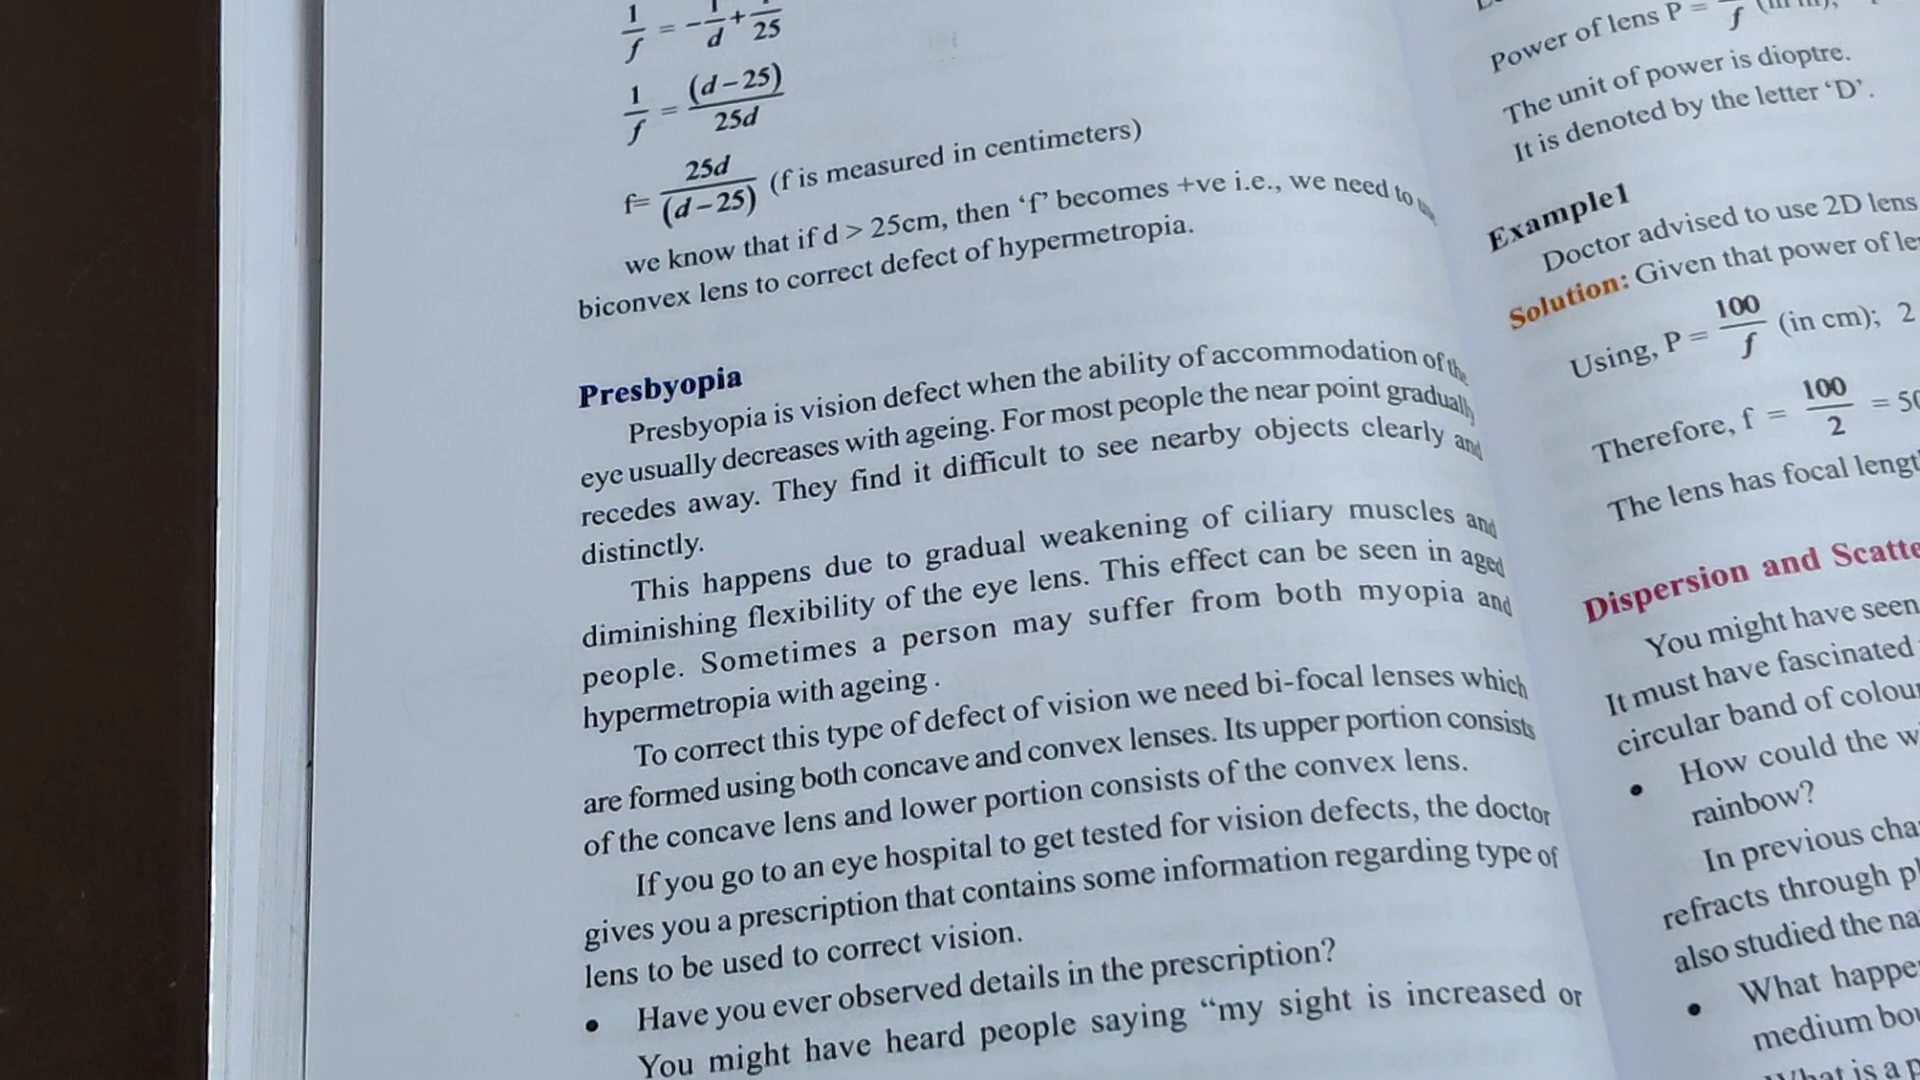 1/f = -1/d + 1/25
1/f = (d-25)/25d
f= 25d/(d-25) (f is measured in centimeters)
we know that if d > 25cm, then ‘f’ becomes +ve i.e., we need to
biconvex lens to correct defect of hypermetropia.
Presbyopia
Presbyopia is vision defect when the ability of accommodation of the
eye usually decreases with ageing. For most people the near point gradually
recedes away. They find it difficult to see nearby objects clearly and
distinctly.
This happens due to gradual weakening of ciliary muscles and
diminishing flexibility of the eye lens. This effect can be seen in aged
people. Sometimes a person may suffer from both myopia and
hypermetropia with ageing .
To correct this type of defect of vision we need bi-focal lenses which
are formed using both concave and convex lenses. Its upper portion consists
of the concave lens and lower portion consists of the convex lens.
If you go to an eye hospital to get tested for vision defects, the doctor
gives you a prescription that contains some information regarding type of
lens to be used to correct vision.
• Have you ever observed details in the prescription?
You might have heard people saying “my sight is increased or
Power of lens P = /f
The unit of power is dioptre.
It is denoted by the letter ‘D’.
Example1
Doctor advised to use 2D lens
Solution: Given that power of
Using, P = 100/f (in cm); 2
Therefore, f = 100/2 =
The lens has focal
Dispersion and
You might have seen
It must have fascinated
circular band of
• How could the
rainbow?
In previous
refracts through
also studied the
• What
medium
What is a